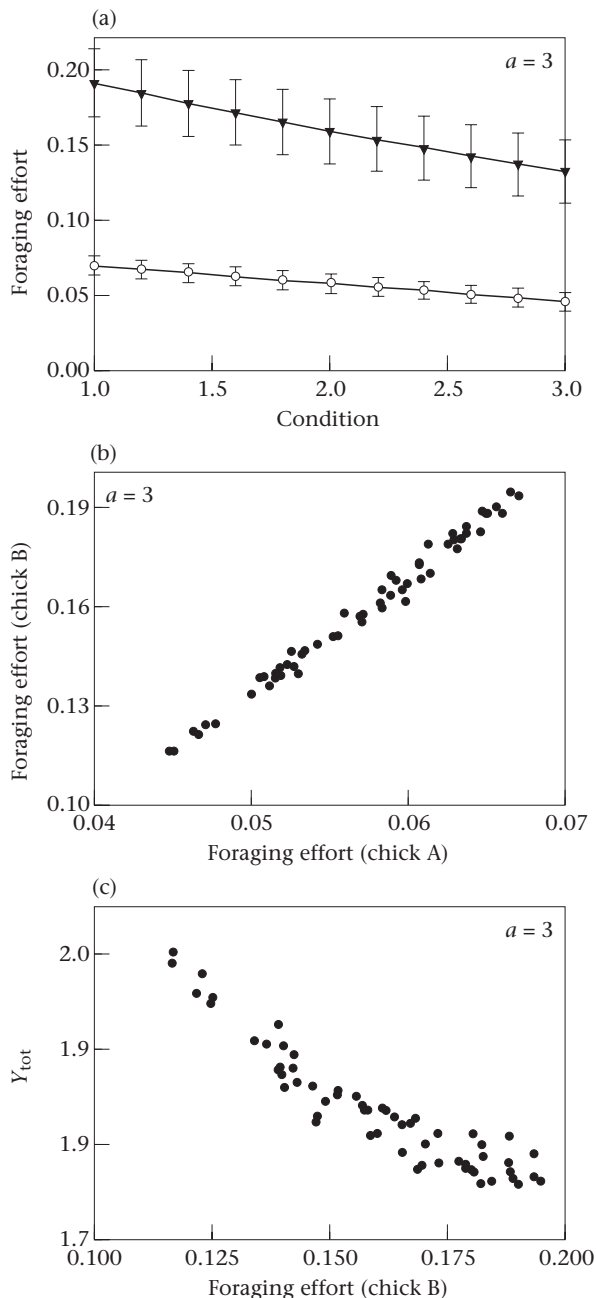 (a)
a = 3
0.20
0.15
0.10
0.05
0.00
Foraging effort
1.0 1.5 2.0 2.5 3.0
Condition
(b)
a = 3
0.19
0.16
0.13
0.10
Foraging effort (chick B)
0.04 0.05 0.06 0.07
Foraging effort (chick A)
(c)
a = 3
2.0
1.9
1.9
1.7
Ytot
0.100 0.125 0.150 0.175 0.200
Foraging effort (chick B)